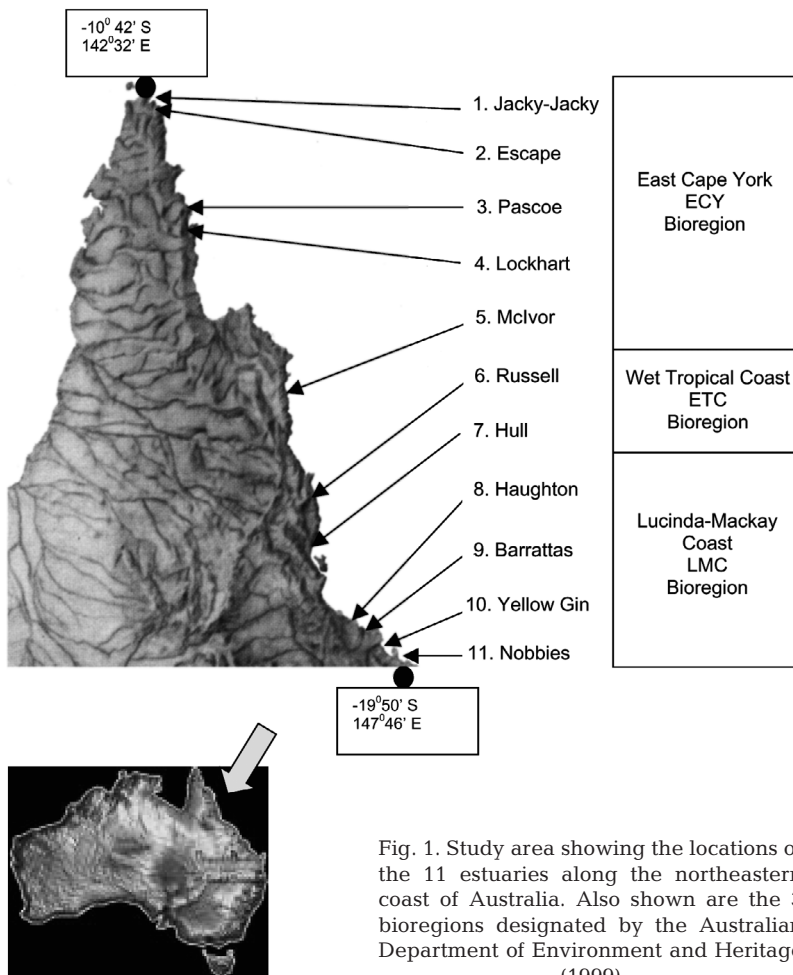 -10⁰ 42' S
142⁰32' E
1. Jacky-Jacky
2. Escape
3. Pascoe
4. Lockhart
5. McIvor
6. Russell
7. Hull
8. Haughton
9. Barrattas
10. Yellow Gin
11. Nobbies
East Cape York
ECY
Bioregion
Wet Tropical Coast
ETC
Bioregion
Lucinda-Mackay
Coast
LMC
Bioregion
-19⁰50' S
147⁰46' E
Fig. 1. Study area showing the locations o
the 11 estuaries along the northeastern
coast of Australia. Also shown are the
bioregions designated by the Australian
Department of Environment and Heritage
(1999)